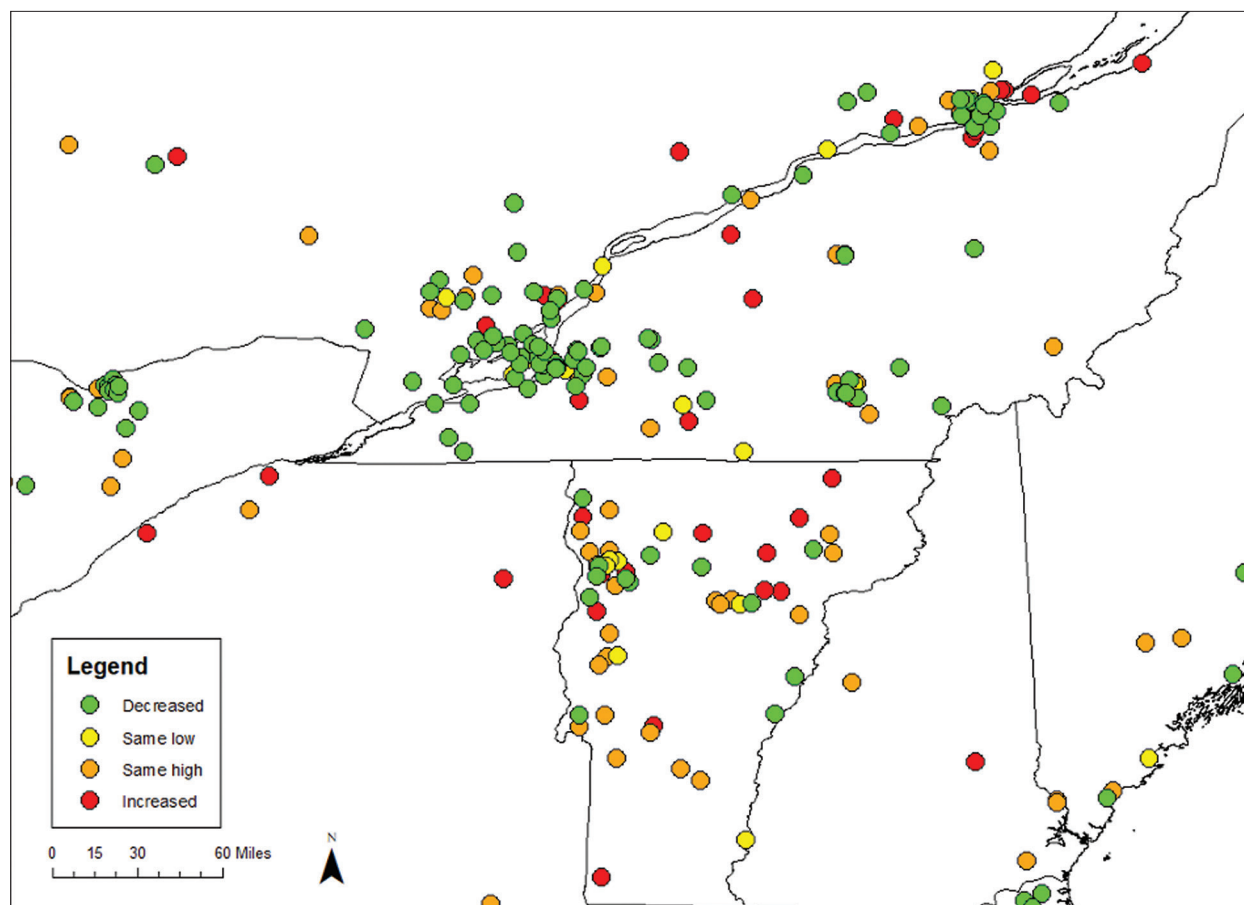 Legend
Decreased
Same low
Same high
Increased
N
0 15 30 60 Miles